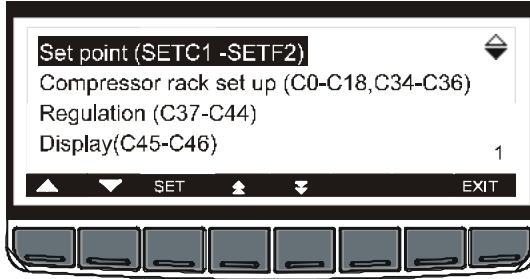 Set point (SETC1 -SETF2)
Compressor rack set up (C0-C18,C34-C36)
Regulation (C37-C44)
Display(C45-C46)
1
SET EXIT